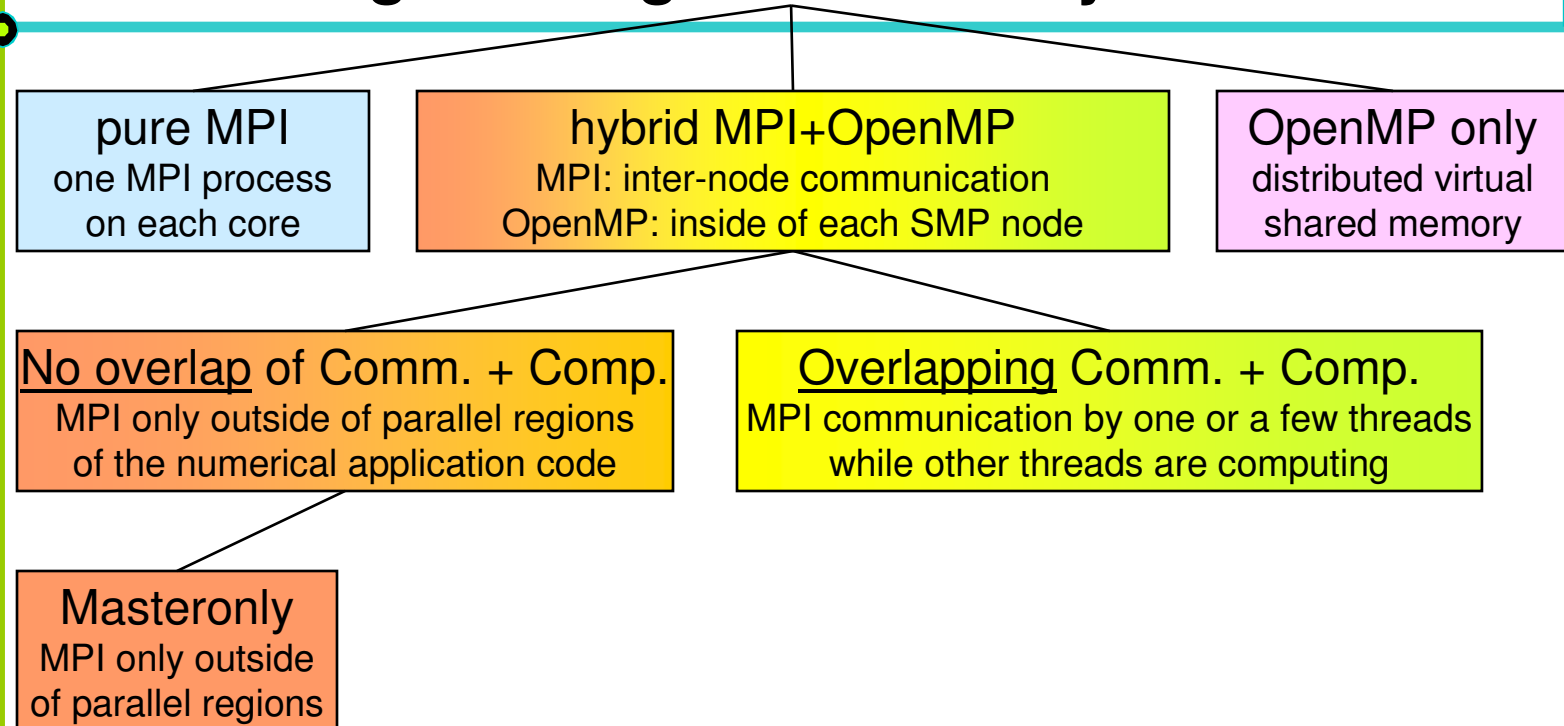 pure MPI
one MPI process
on each core
hybrid MPI+OpenMP
MPI: inter-node communication
OpenMP: inside of each SMP node
OpenMP only
distributed virtual
shared memory
No overlap of Comm. + Comp.
MPI only outside of parallel regions
of the numerical application code
Overlapping Comm. + Comp.
MPI communication by one or a few threads
while other threads are computing
Masteronly
MPI only outside
of parallel regions